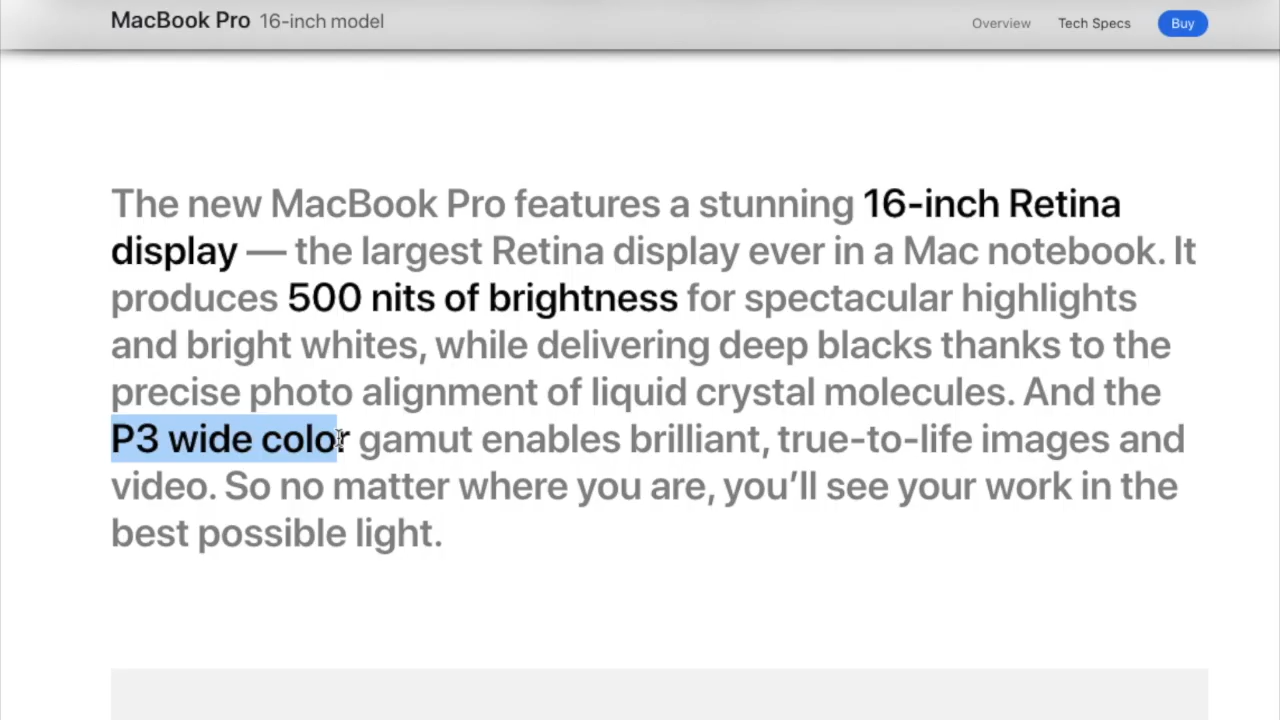 MacBook Pro 16-inch model Overview Tech Specs Buy
The new MacBook Pro features a stunning 16-inch Retina
display — the largest Retina display ever in a Mac notebook. It
produces 500 nits of brightness for spectacular highlights
and bright whites, while delivering deep blacks thanks to the
precise photo alignment of liquid crystal molecules. And the
P3 wide color gamut enables brilliant, true-to-life images and
video. So no matter where you are, you’ll see your work in the
best possible light.